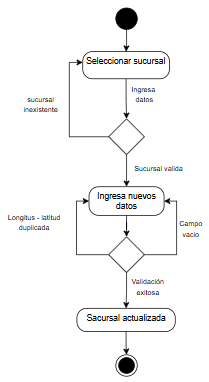 Seleccionar sucursal
Ingresa
datos
sucursal
inexistente
Sucursal valida
Ingresa nuevos
datos
Longitus - latitud
duplicada
Campo
vacio
Validación
exitosa
Sacursal actualizada